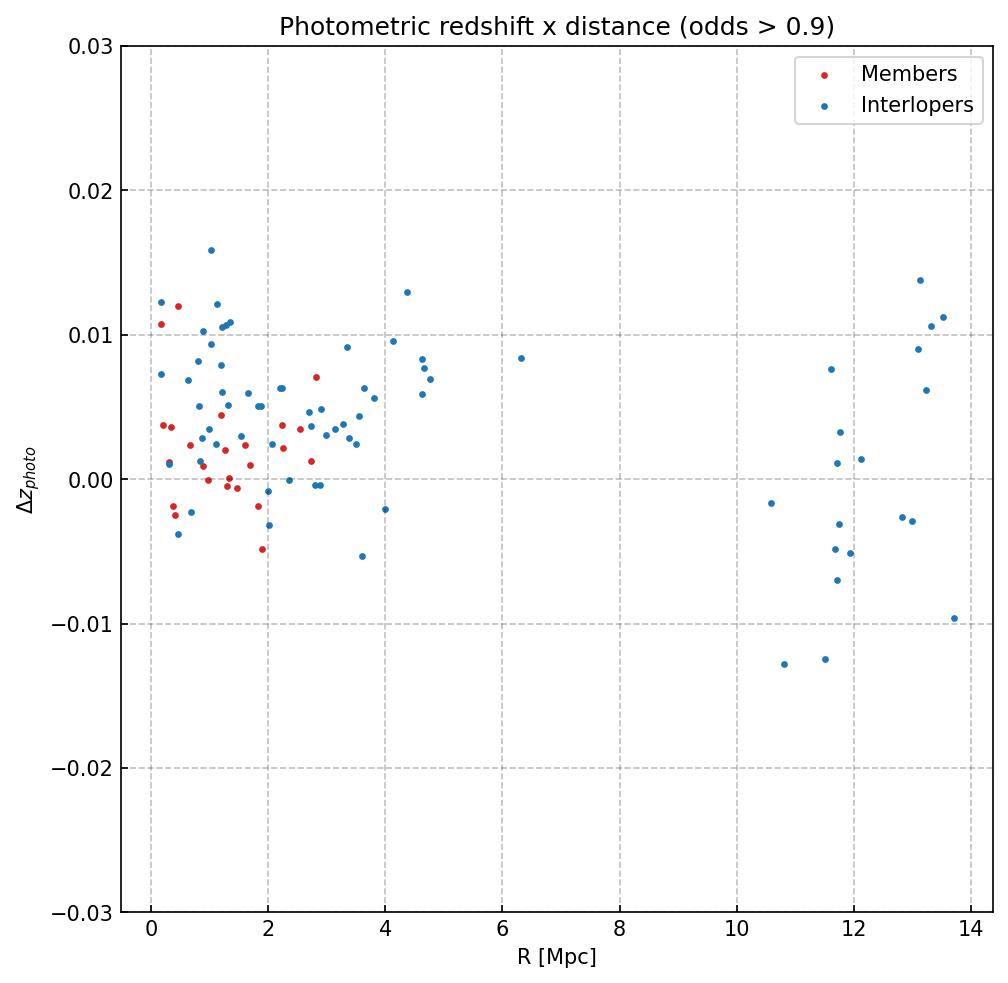 Photometric redshift x distance (odds > 0.9)
0.03
0.02
0.01
0.00
−0.01
−0.02
−0.03
Δz_photo
Members
Interlopers
0 2 4 6 8 10 12 14
R [Mpc]